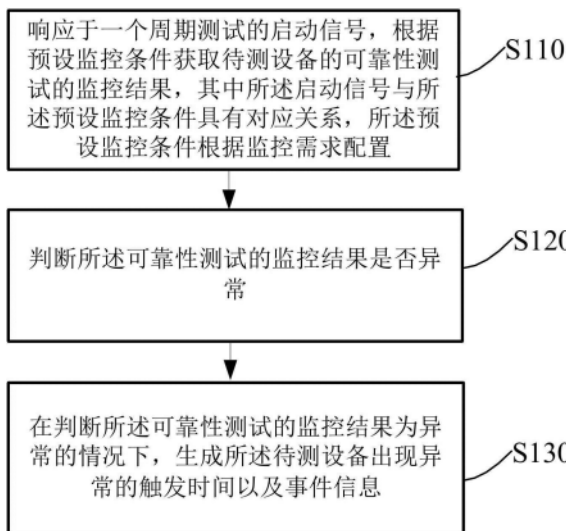 响应于一个周期测试的启动信号，根据
预设监控条件获取待测设备的可靠性测
试的监控结果，其中所述启动信号与所
述预设监控条件具有对应关系，所述预
设监控条件根据监控需求配置
S110
判断所述可靠性测试的监控结果是否异
常
S120
在判断所述可靠性测试的监控结果为异
常的情况下，生成所述待测设备出现异
常的触发时间以及事件信息
S130